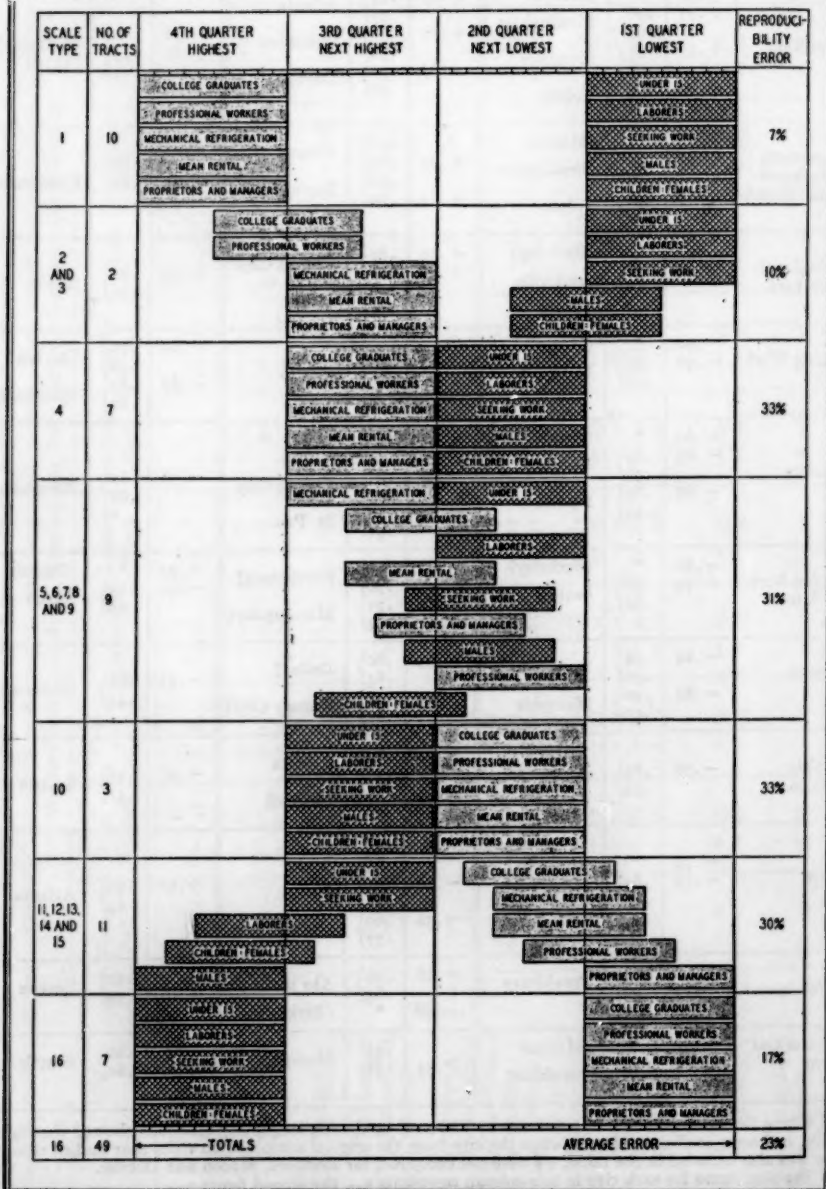 SCALE TYPE NO. OF TRACTS 4TH QUARTER HIGHEST 3RD QUARTER NEXT HIGHEST 2ND QUARTER NEXT LOWEST 1ST QUARTER LOWEST REPRODUCI-BILITY ERROR
COLLEGE GRADUATES UNDER 15
PROFESSIONAL WORKERS LABORERS
1 10 MECHANICAL REFRIGERATION SEEKING WORK 7%
MEAN RENTAL MALES
PROPRIETORS AND MANAGERS CHILDREN-FEMALES
COLLEGE GRADUATES UNDER 15
PROFESSIONAL WORKERS LABORERS
2 AND 3 2 MECHANICAL REFRIGERATION SEEKING WORK 10%
MEAN RENTAL MALES
PROPRIETORS AND MANAGERS CHILDREN-FEMALES
COLLEGE GRADUATES UNDER 15
PROFESSIONAL WORKERS LABORERS
4 7 MECHANICAL REFRIGERATION SEEKING WORK 33%
MEAN RENTAL MALES
PROPRIETORS AND MANAGERS CHILDREN-FEMALES
MECHANICAL REFRIGERATION UNDER 15
COLLEGE GRADUATES
LABORERS
MEAN RENTAL
5, 6, 7, 8 AND 9 9 SEEKING WORK 31%
PROPRIETORS AND MANAGERS
MALES
PROFESSIONAL WORKERS
CHILDREN-FEMALES
UNDER 15 COLLEGE GRADUATES
LABORERS PROFESSIONAL WORKERS
10 3 SEEKING WORK MECHANICAL REFRIGERATION 33%
MALES MEAN RENTAL
CHILDREN-FEMALES PROPRIETORS AND MANAGERS
UNDER 15 COLLEGE GRADUATES
SEEKING WORK MECHANICAL REFRIGERATION
11, 12, 13, 14 AND 15 11 LABORERS MEAN RENTAL 30%
CHILDREN-FEMALES PROFESSIONAL WORKERS
MALES PROPRIETORS AND MANAGERS
UNDER 15 COLLEGE GRADUATES
LABORERS PROFESSIONAL WORKERS
16 7 SEEKING WORK MECHANICAL REFRIGERATION 17%
MALES MEAN RENTAL
CHILDREN-FEMALES PROPRIETORS AND MANAGERS
16 49 TOTALS AVERAGE ERROR 23%